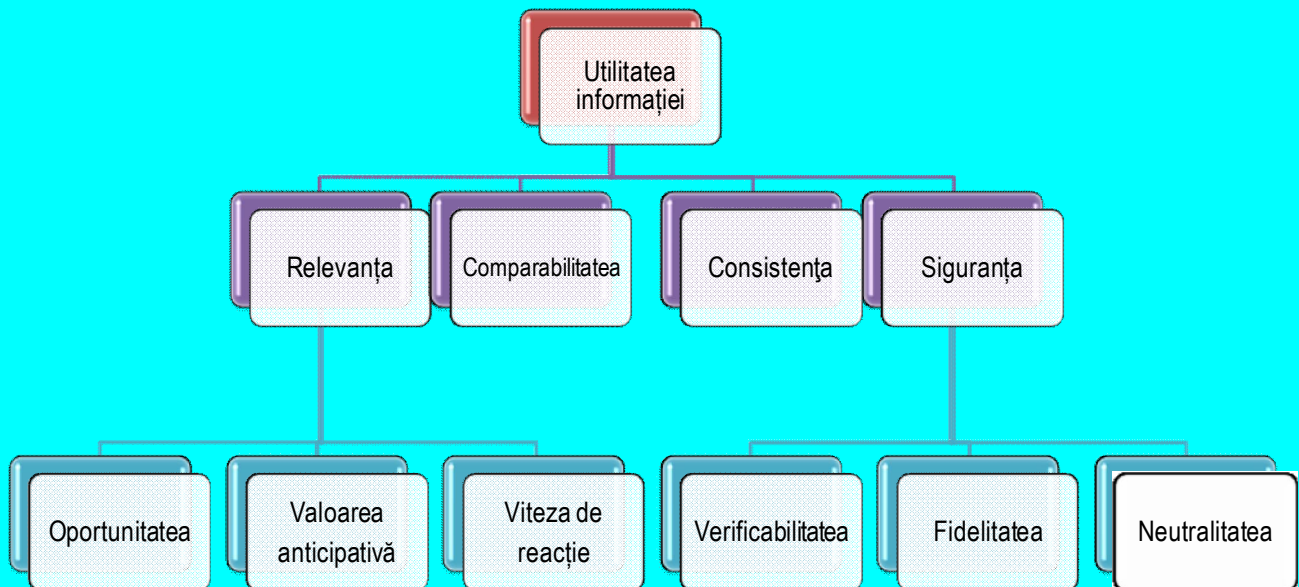 Utilitatea
informației
Relevanța
Comparabilitatea
Consistenţa
Siguranța
Oportunitatea
Valoarea
anticipativă
Viteza de
reacție
Verificabilitatea
Fidelitatea
Neutralitatea